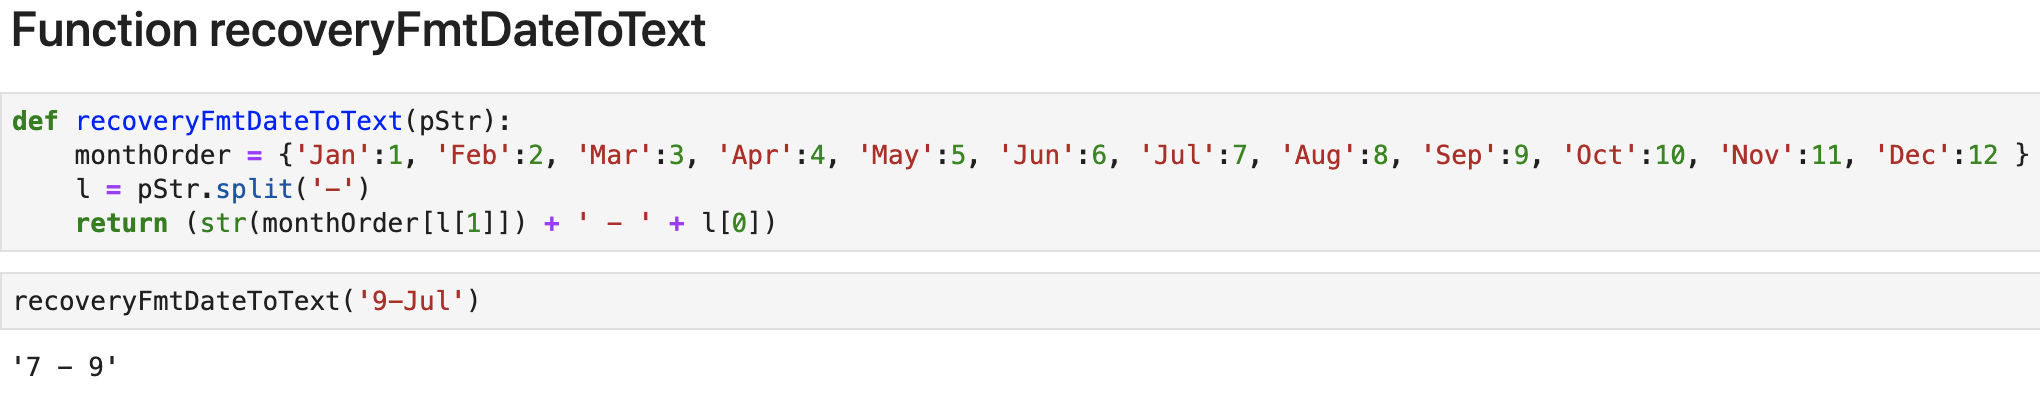 Function recoveryFmtDateToText
def recoveryFmtDateToText(pStr):
    monthOrder = {'Jan':1, 'Feb':2, 'Mar':3, 'Apr':4, 'May':5, 'Jun':6, 'Jul':7, 'Aug':8, 'Sep':9, 'Oct':10, 'Nov':11, 'Dec':12 }
    l = pStr.split('-')
    return (str(monthOrder[l[1]]) + ' - ' + l[0])
recoveryFmtDateToText('9-Jul')
'7 - 9'